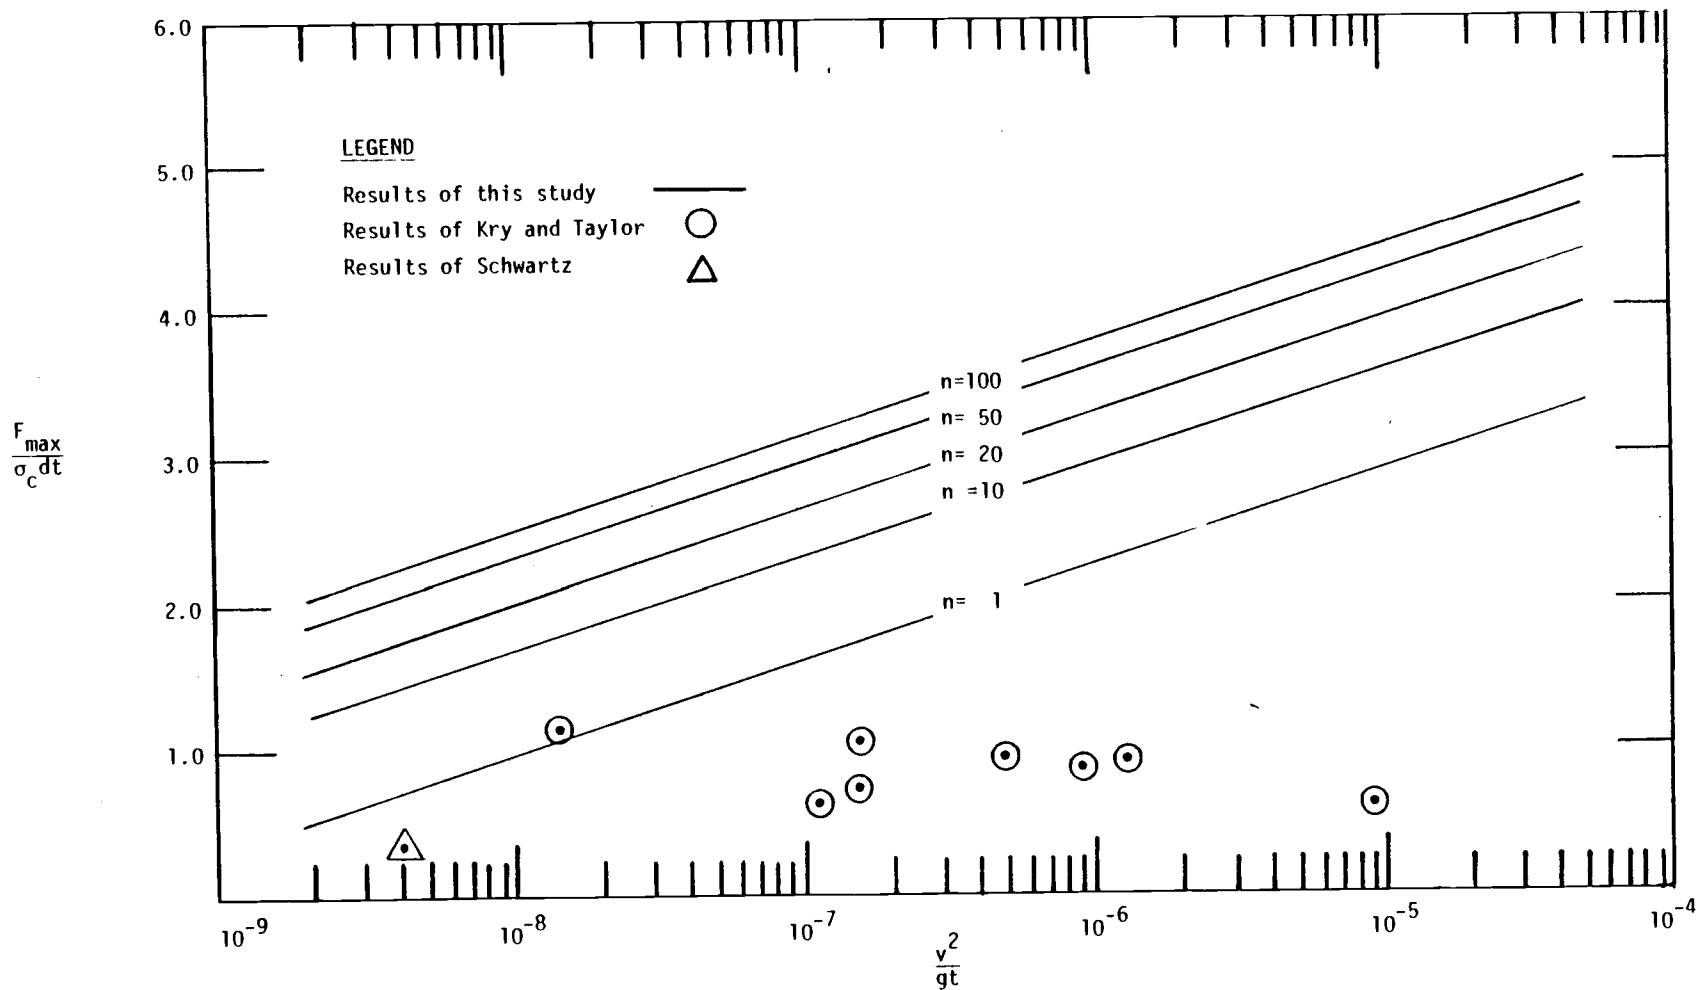 6.0
5.0
4.0
3.0
2.0
1.0
F_max
σ_c dt
LEGEND
Results of this study
Results of Kry and Taylor
Results of Schwartz
n=100
n= 50
n= 20
n =10
n= 1
10^-9
10^-8
10^-7
10^-6
10^-5
10^-4
v^2
gt